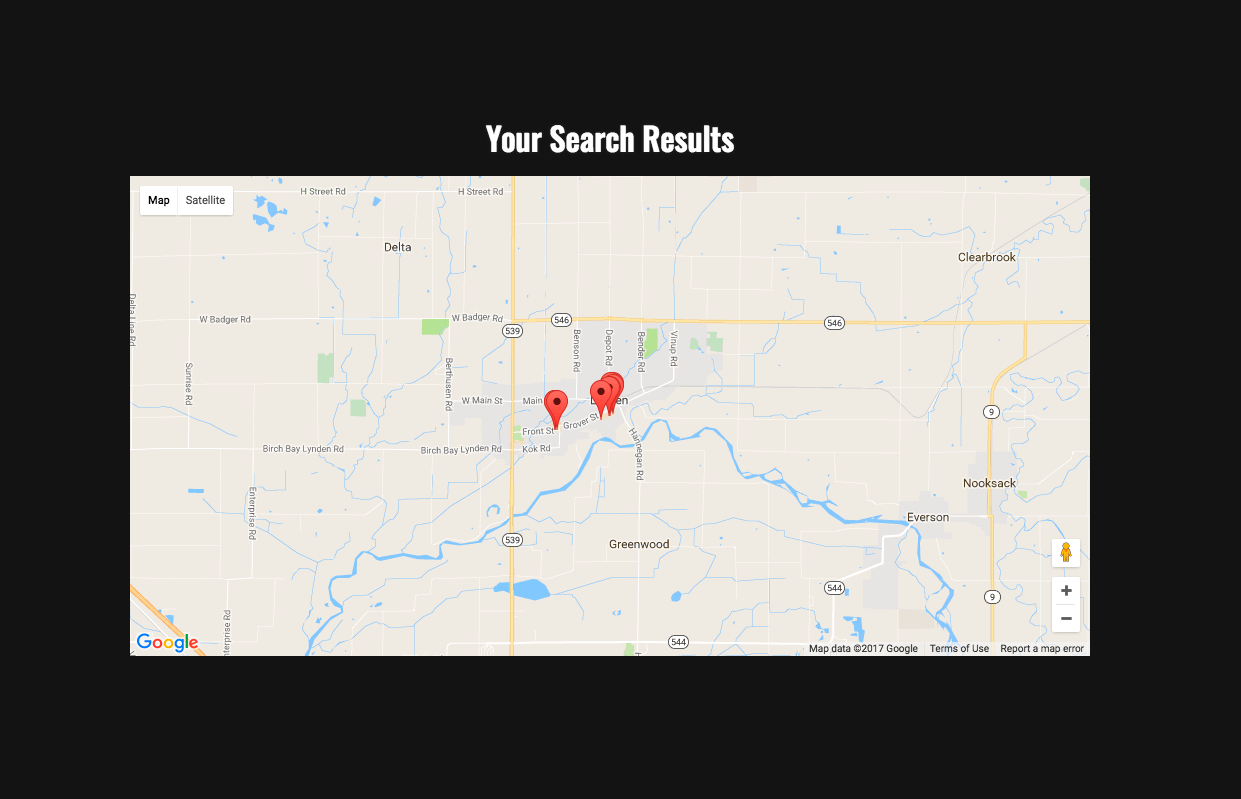 Your Search Results
Map Satellite
H Street Rd
H Street Rd
Delta
Clearbrook
Delta Line Rd
W Badger Rd
W Badger Rd
546
546
539
Benson Rd
Depot Rd
Bender Rd
Vinup Rd
Sunrise Rd
Berthusen Rd
W Main St
Main
9
Front St
Grover St
Hannegan Rd
Birch Bay Lynden Rd
Birch Bay Lynden Rd
Kok Rd
Nooksack
Enterprise Rd
Everson
539
Greenwood
544
9
+
−
544
Google
Map data ©2017 Google
Terms of Use
Report a map error